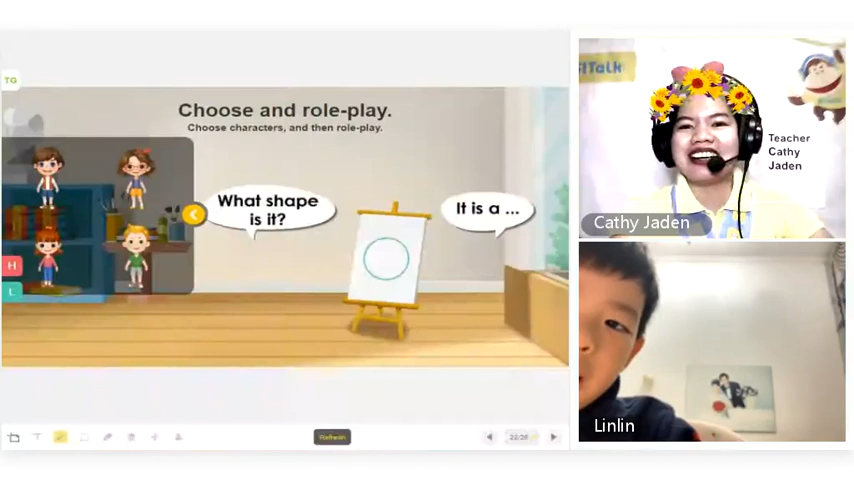 TG
Choose and role-play.
Choose characters, and then role-play.
What shape
is it?
It is a ...
H
L
Refresh
T
Teacher
Cathy
Jaden
Cathy Jaden
Linlin